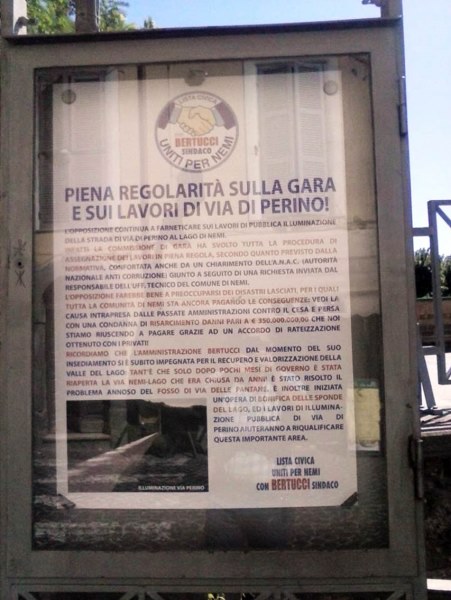 LISTA CIVICA
BERTUCCI
SINDACO
UNITI PER NEMI
PIENA REGOLARITÀ SULLA GARA
E SUI LAVORI DI VIA DI PERINO!
L'OPPOSIZIONE CONTINUA A FARNETICARE SUI LAVORI DI PUBBLICA ILLUMINAZIONE
DELLA STRADA DI VIA DI PERINO AL LAGO DI NEMI.
LA COMMISSIONE DI GARA HA SVOLTO TUTTA LA PROCEDURA DI
ASSEGNAZIONE DEI LAVORI IN PIENA REGOLA, SECONDO QUANTO PREVISTO DALLA
NORMATIVA, CONFORTATA ANCHE DA UN CHIARIMENTO DELL'A.N.A.C. (AUTORITÀ
NAZIONALE ANTI CORRUZIONE) GIUNTO A SEGUITO DI UNA RICHIESTA INVIATA DAL
RESPONSABILE DELL'UFF. TECNICO DEL COMUNE DI NEMI.
L'OPPOSIZIONE FAREBBE BENE A PREOCCUPARSI DEI DISASTRI LASCIATI, PER I QUALI
TUTTA LA COMUNITÀ DI NEMI STA ANCORA PAGANDO LE CONSEGUENZE: VEDI LA
CAUSA INTRAPRESA DALLE PASSATE AMMINISTRAZIONI CONTRO IL E PERSA
CON UNA CONDANNA DI RISARCIMENTO DANNI PARI A € 350.000,00 CHE NOI
STIAMO RIUSCENDO A PAGARE GRAZIE AD UN ACCORDO DI RATEIZZAZIONE
OTTENUTO CON I PRIVATI!
RICORDIAMO CHE L'AMMINISTRAZIONE BERTUCCI DAL MOMENTO DEL SUO
INSEDIAMENTO SI È SUBITO IMPEGNATA PER IL RECUPERO E VALORIZZAZIONE DELLA
VALLE DEL LAGO: TANT'È CHE SOLO DOPO POCHI MESI DI GOVERNO È STATA
RIAPERTA LA VIA NEMI-LAGO CHE ERA CHIUSA DA ANNI, È STATO RISOLTO IL
PROBLEMA ANNOSO DEL FOSSO DI VIA DELLE PANTANE, È INOLTRE INIZIATA
UN'OPERA DI BONIFICA DELLE SPONDE
DEL LAGO, ED I LAVORI DI ILLUMINA-
ZIONE PUBBLICA DI VIA DI
PERINO AIUTERANNO A RIQUALIFICARE
QUESTA IMPORTANTE AREA.
ILLUMINAZIONE VIA PERINO
LISTA CIVICA
UNITI PER NEMI
CON BERTUCCI SINDACO